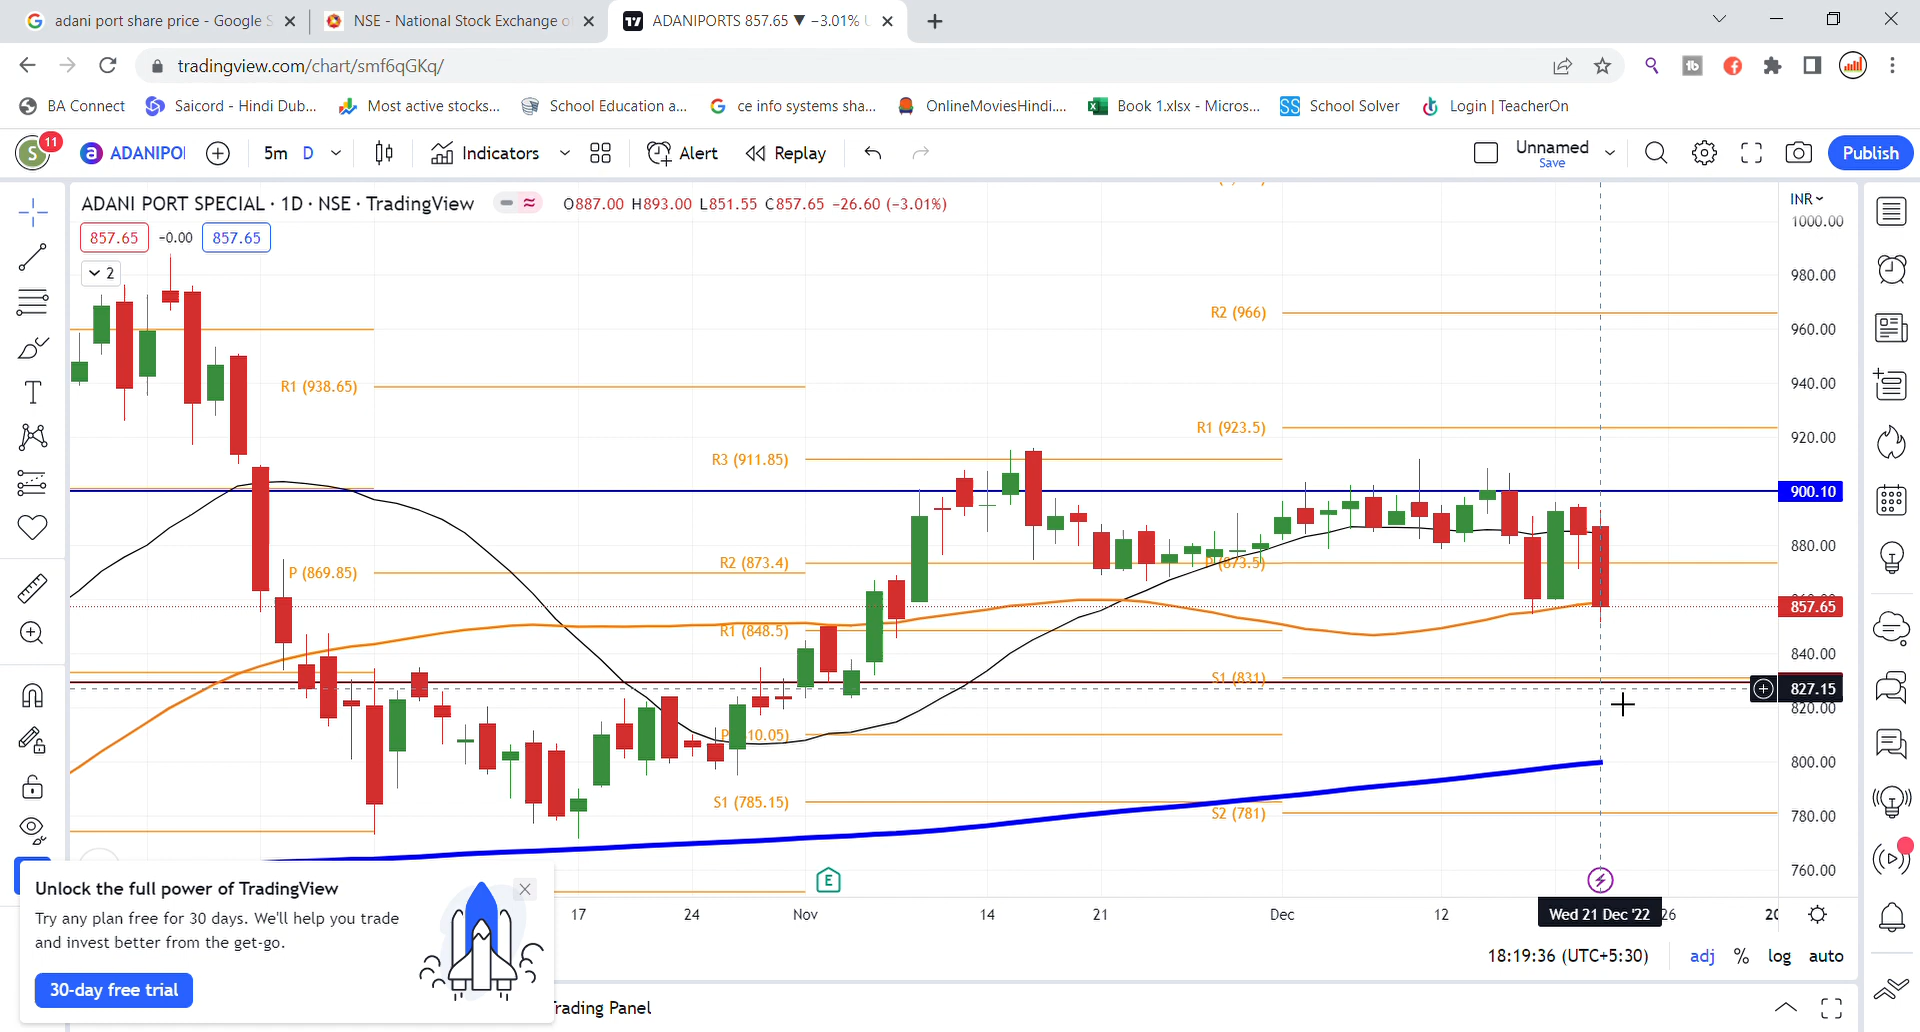 adani port share price - Google S
NSE - National Stock Exchange o
ADANIPORTS 857.65 ▼ −3.01% U
tradingview.com/chart/smf6qGKq/
BA Connect
Saicord - Hindi Dub...
Most active stocks...
School Education a...
ce info systems sha...
OnlineMoviesHindi....
Book 1.xlsx - Micros...
SS School Solver
Login | TeacherOn
S 11
ADANIPOI
5m D
Indicators
Alert
Replay
Unnamed
Save
Publish
ADANI PORT SPECIAL · 1D · NSE · TradingView
O887.00 H893.00 L851.55 C857.65 −26.60 (−3.01%)
857.65 −0.00 857.65
2
INR
1000.00
980.00
960.00
940.00
920.00
900.10
880.00
857.65
840.00
827.15
820.00
800.00
780.00
760.00
R2 (966)
R1 (938.65)
R1 (923.5)
R3 (911.85)
P (869.85)
R2 (873.4)
P (873.5)
R1 (848.5)
S1 (831)
S1 (785.15)
S2 (781)
E
17
24
Nov
14
21
Dec
12
Wed 21 Dec '22
26
18:19:36 (UTC+5:30)
adj
%
log
auto
Unlock the full power of TradingView
Try any plan free for 30 days. We'll help you trade
and invest better from the get-go.
30-day free trial
rading Panel